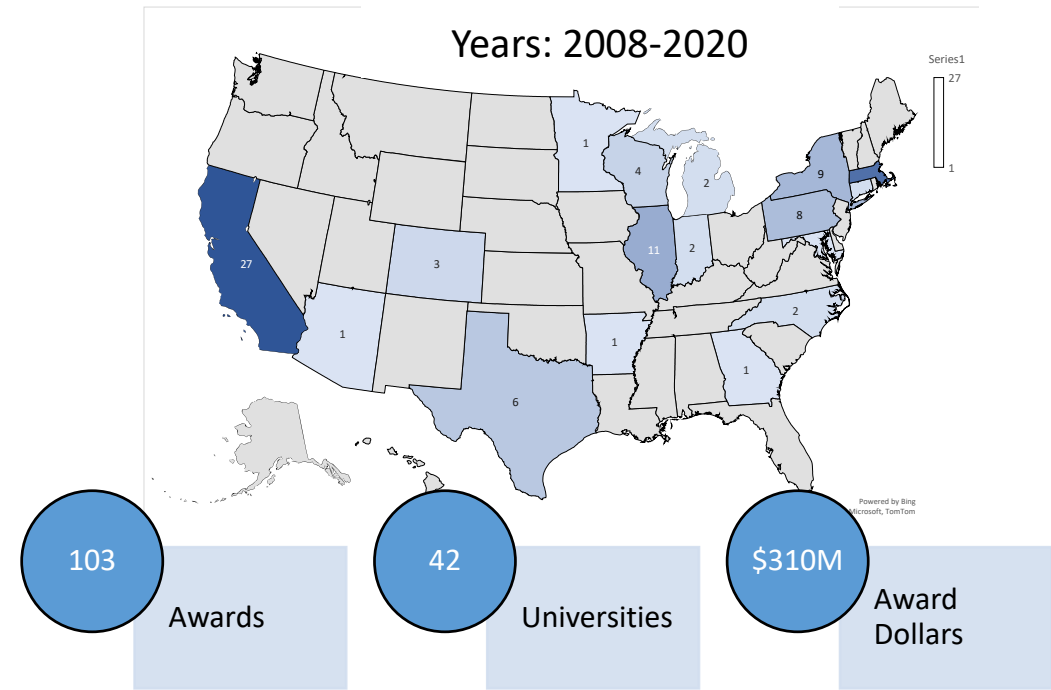 Years: 2008-2020
Series1
27
1
1
4
2
9
8
11
2
27
3
1
1
2
1
6
Powered by Bing
Microsoft, TomTom
103
Awards
42
Universities
$310M
Award
Dollars